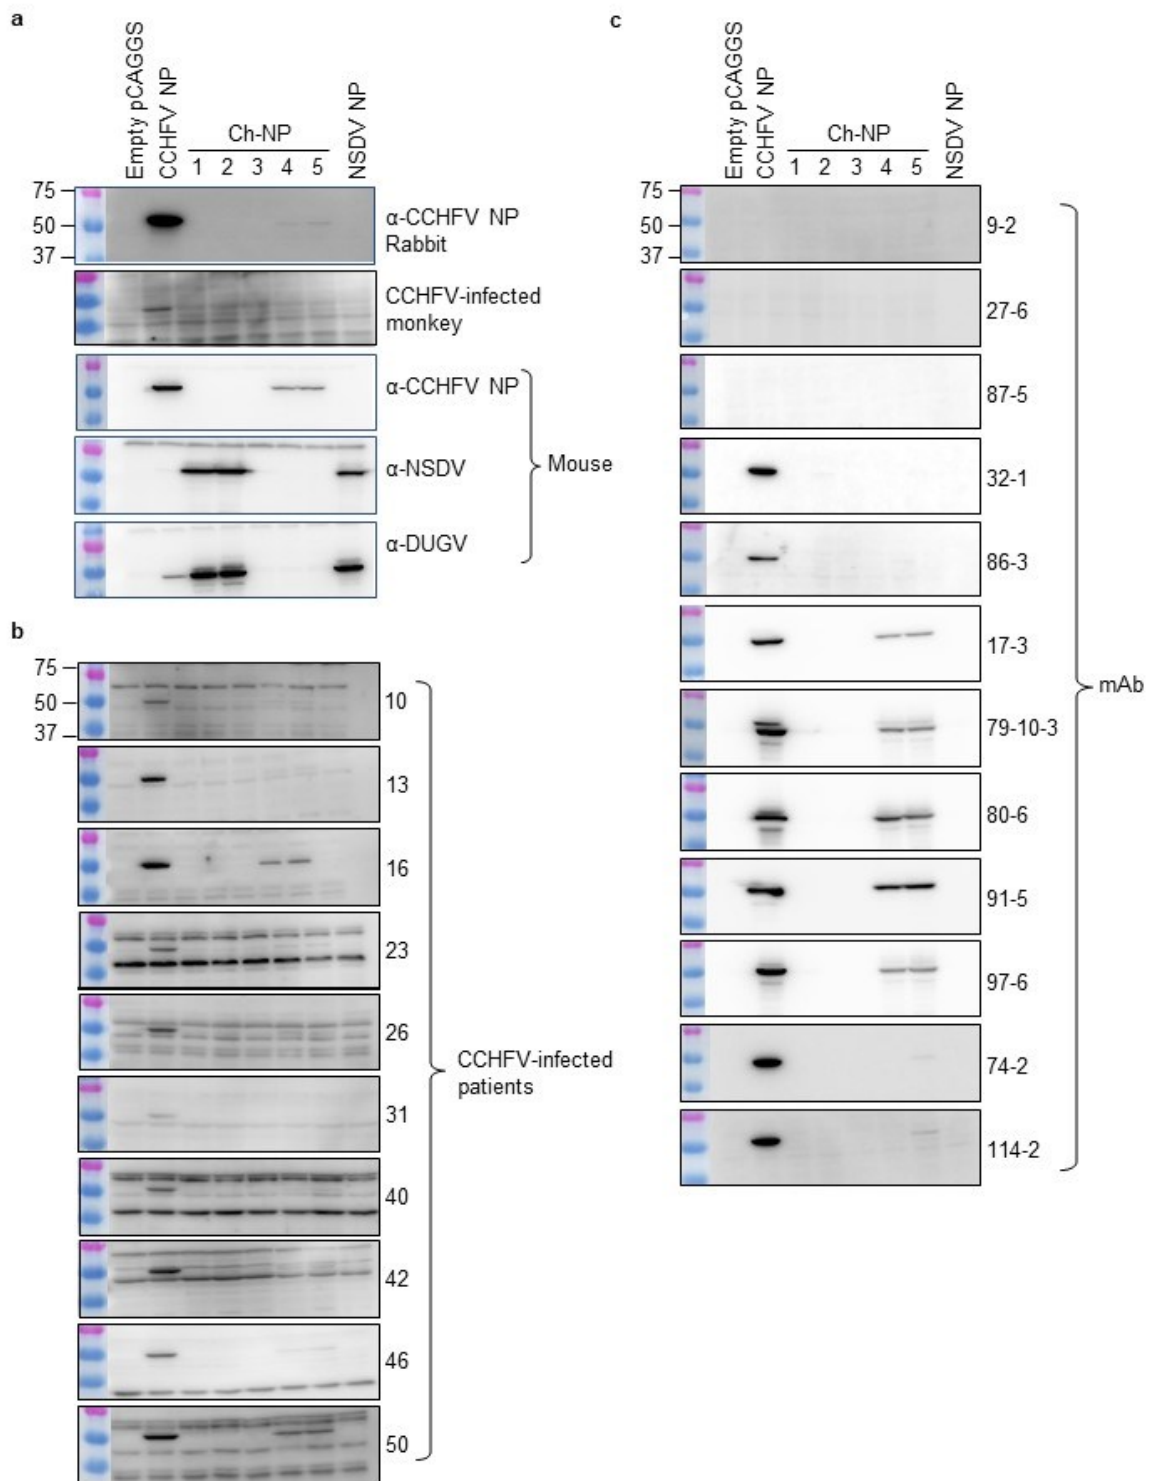 a
Empty pCAGGS
CCHFV NP
Ch-NP
1 2 3 4 5
NSDV NP
75
50
37
α-CCHFV NP
Rabbit
CCHFV-infected
monkey
α-CCHFV NP
α-NSDV
α-DUGV
Mouse
b
75
50
37
10
13
16
23
26
31
40
42
46
50
CCHFV-infected
patients
c
Empty pCAGGS
CCHFV NP
Ch-NP
1 2 3 4 5
NSDV NP
75
50
37
9-2
27-6
87-5
32-1
86-3
17-3
79-10-3
80-6
91-5
97-6
74-2
114-2
mAb